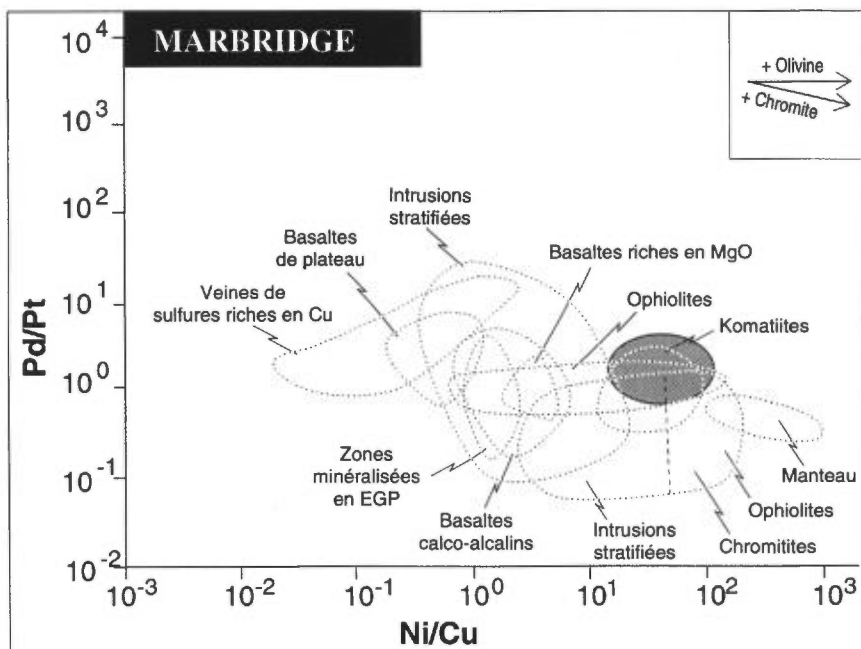 MARBRIDGE
+ Olivine
+ Chromite
Pd/Pt
10^4
10^3
10^2
10^1
10^0
10^-1
10^-2
Intrusions
stratifiées
Basaltes
de plateau
Veines de
sulfures riches en Cu
Basaltes riches en MgO
Ophiolites
Komatiites
Zones
minéralisées
en EGP
Basaltes
calco-alcalins
Intrusions
stratifiées
Chromitites
Ophiolites
Manteau
10^-3
10^-2
10^-1
10^0
10^1
10^2
10^3
Ni/Cu